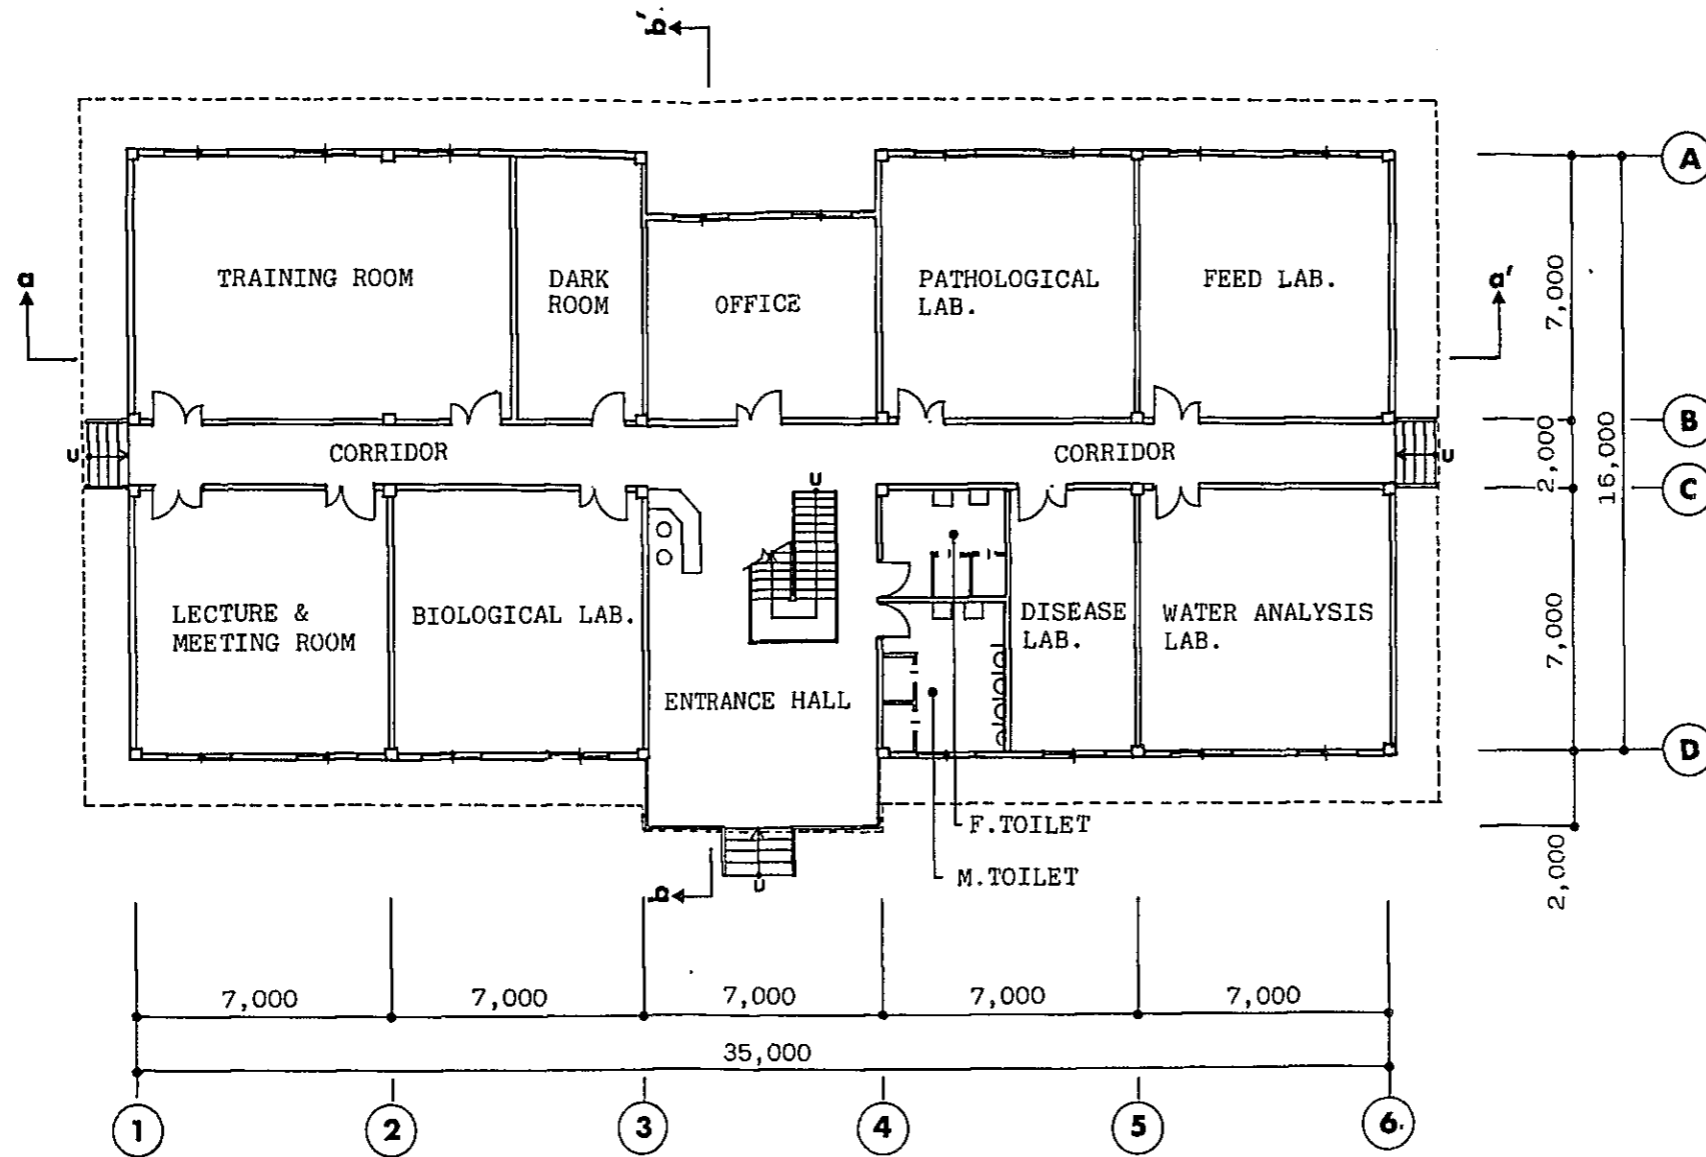 b'
A
TRAINING ROOM
DARK
ROOM
OFFICE
PATHOLOGICAL
LAB.
FEED LAB.
a
a'
7,000
B
U
CORRIDOR
CORRIDOR
U
2,000
16,000
C
U
LECTURE &
MEETING ROOM
BIOLOGICAL LAB.
DISEASE
LAB.
WATER ANALYSIS
LAB.
7,000
ENTRANCE HALL
D
F.TOILET
M.TOILET
U
b
2,000
7,000
7,000
7,000
7,000
7,000
35,000
1
2
3
4
5
6